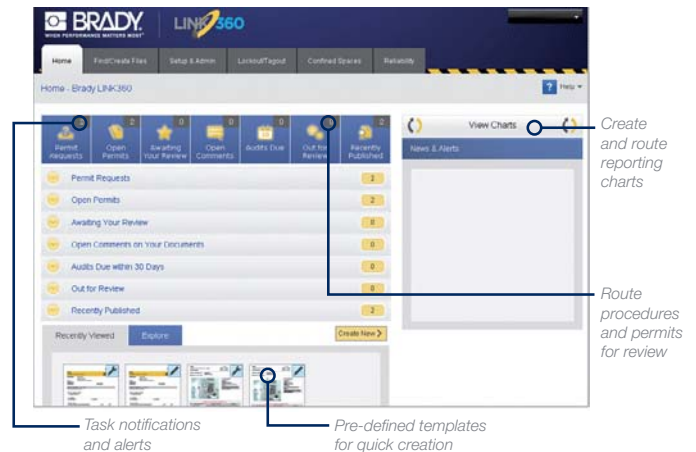 BRADY.
WHEN PERFORMANCE MATTERS MOST
LINK360
Home
Find/Create Files
Setup & Admin
Lockout/Tagout
Confined Spaces
Reliability
Home - Brady LINK360
? Help
2 2 0 0 0 0 2
Permit Requests
Open Permits
Awaiting Your Review
Open Comments
Audits Due
Out for Review
Recently Published
View Charts
News & Alerts
Permit Requests 2
Open Permits 2
Awaiting Your Review 0
Open Comments on Your Documents 0
Audits Due within 30 Days 0
Out for Review 0
Recently Published 2
Recently Viewed
Explore
Create New
Create
and route
reporting
charts
Route
procedures
and permits
for review
Task notifications
and alerts
Pre-defined templates
for quick creation